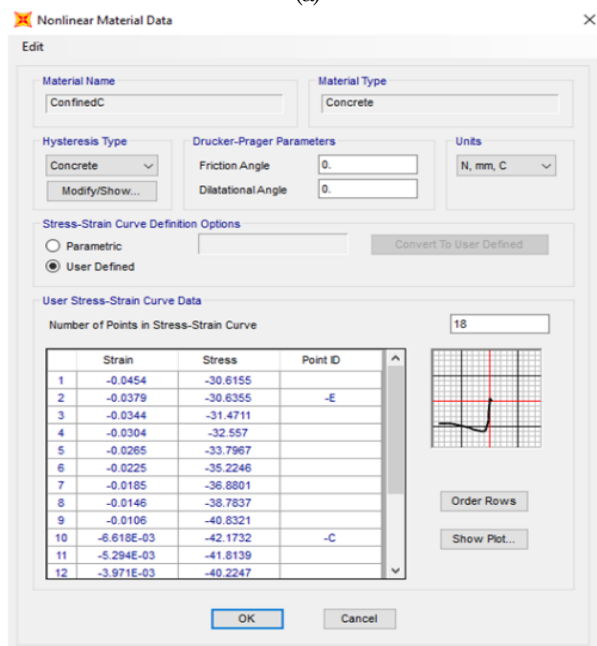 (a)
Nonlinear Material Data
Edit
Material Name Material Type
ConfinedC Concrete
Hysteresis Type Drucker-Prager Parameters Units
Concrete Friction Angle 0. N, mm, C
Modify/Show... Dilatational Angle 0.
Stress-Strain Curve Definition Options
Parametric Convert To User Defined
User Defined
User Stress-Strain Curve Data
Number of Points in Stress-Strain Curve 18
Strain Stress Point ID
1 -0.0454 -30.6155
2 -0.0379 -30.6355 -E
3 -0.0344 -31.4711
4 -0.0304 -32.557
5 -0.0265 -33.7967
6 -0.0225 -35.2246
7 -0.0185 -36.8801
8 -0.0146 -38.7837
9 -0.0106 -40.8321
10 -6.618E-03 -42.1732 -C
11 -5.294E-03 -41.8139
12 -3.971E-03 -40.2247
Order Rows
Show Plot...
OK Cancel